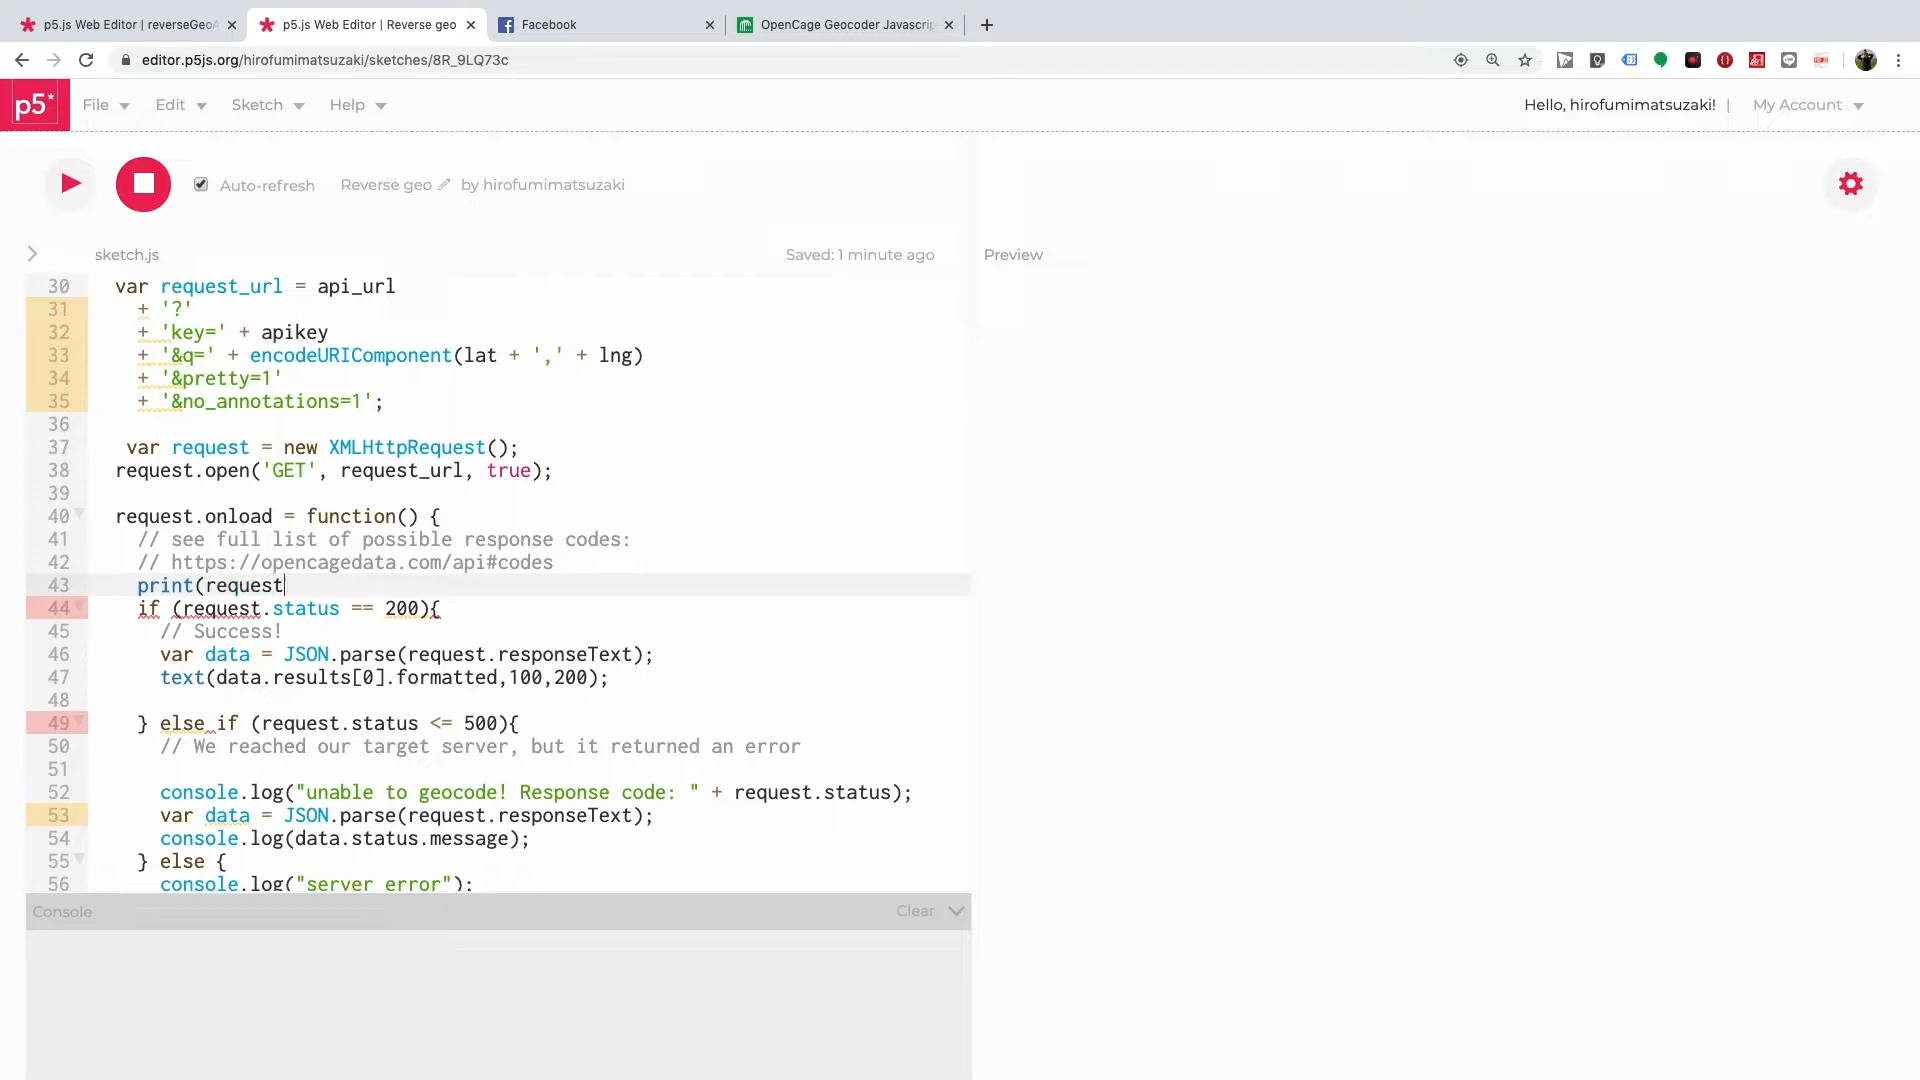 p5.js Web Editor | reverseGeoA
p5.js Web Editor | Reverse geo
Facebook
OpenCage Geocoder Javascrip
editor.p5js.org/hirofumimatsuzaki/sketches/8R_9LQ73c
p5*
File
Edit
Sketch
Help
Hello, hirofumimatsuzaki! |
My Account
Auto-refresh
Reverse geo
by hirofumimatsuzaki
sketch.js
Saved: 1 minute ago
Preview
30 var request_url = api_url
31 + '?'
32 + 'key=' + apikey
33 + '&q=' + encodeURIComponent(lat + ',' + lng)
34 + '&pretty=1'
35 + '&no_annotations=1';
36
37 var request = new XMLHttpRequest();
38 request.open('GET', request_url, true);
39
40 request.onload = function() {
41 // see full list of possible response codes:
42 // https://opencagedata.com/api#codes
43 print(request
44 if (request.status == 200){
45 // Success!
46 var data = JSON.parse(request.responseText);
47 text(data.results[0].formatted,100,200);
48
49 } else if (request.status <= 500){
50 // We reached our target server, but it returned an error
51
52 console.log("unable to geocode! Response code: " + request.status);
53 var data = JSON.parse(request.responseText);
54 console.log(data.status.message);
55 } else {
56 console.log("server error");
Console
Clear